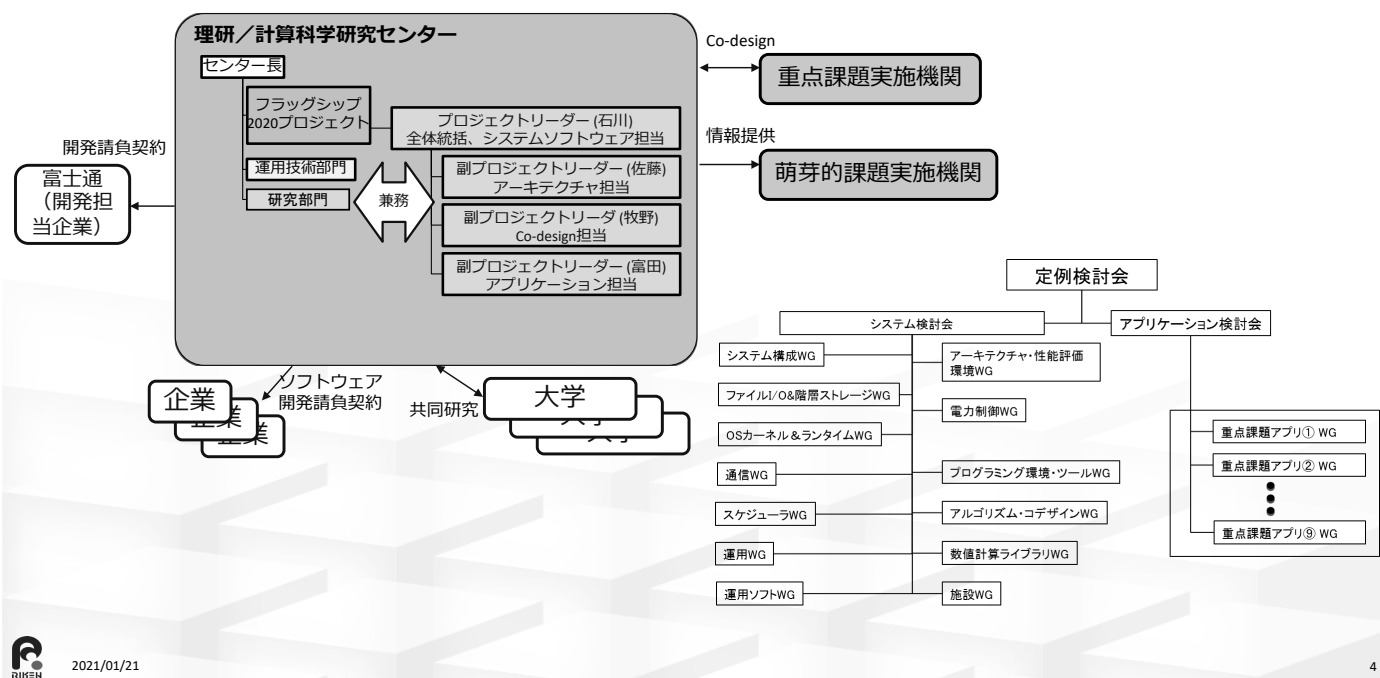 理研／計算科学研究センター
センター長
フラッグシップ
2020プロジェクト
プロジェクトリーダー(石川)
全体統括、システムソフトウェア担当
運用技術部門
研究部門
兼務
副プロジェクトリーダー(佐藤)
アーキテクチャ担当
副プロジェクトリーダ(牧野)
Co-design担当
副プロジェクトリーダー(富田)
アプリケーション担当
Co-design
重点課題実施機関
情報提供
萌芽的課題実施機関
開発請負契約
富士通
（開発担
当企業）
ソフトウェア
開発請負契約
企業
企業
企業
共同研究
大学
大学
大学
定例検討会
システム検討会
アプリケーション検討会
システム構成WG
アーキテクチャ・性能評価
環境WG
ファイルI/O&階層ストレージWG
電力制御WG
OSカーネル&ランタイムWG
通信WG
プログラミング環境・ツールWG
スケジューラWG
アルゴリズム・コデザインWG
運用WG
数値計算ライブラリWG
運用ソフトWG
施設WG
重点課題アプリ① WG
重点課題アプリ② WG
重点課題アプリ⑨ WG
RIKEN
2021/01/21
4